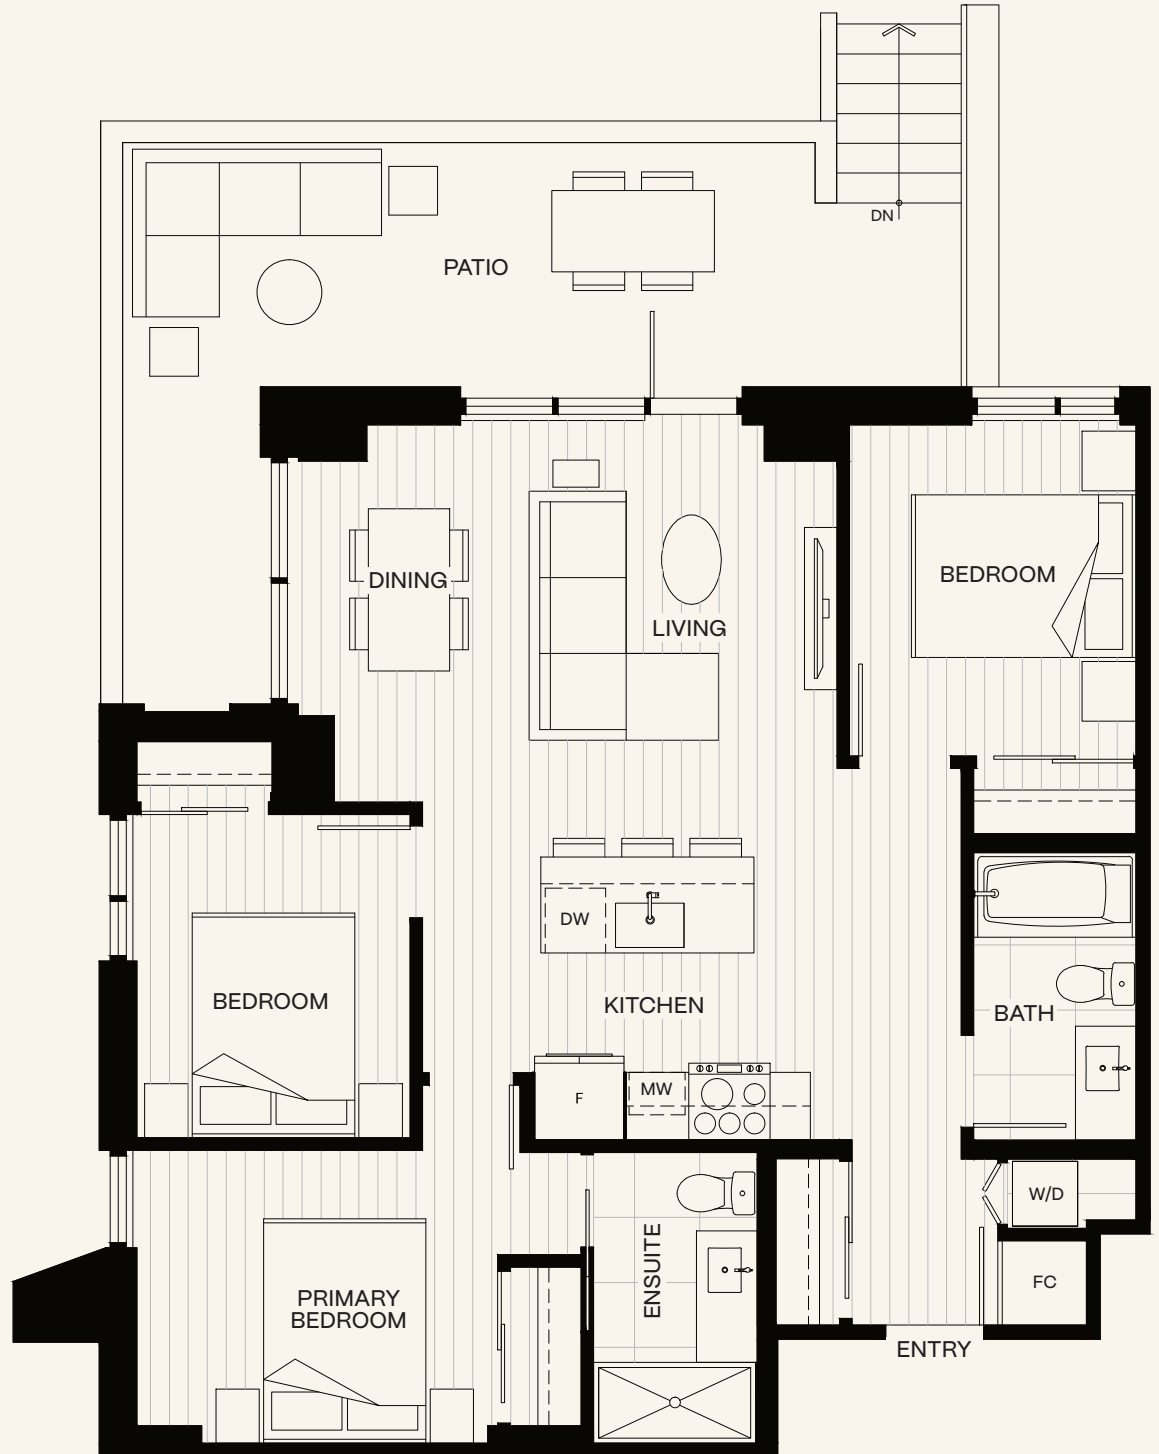 DN
PATIO
DINING
BEDROOM
LIVING
DW
BEDROOM
KITCHEN
BATH
F
MW
W/D
ENSUITE
FC
PRIMARY
BEDROOM
ENTRY